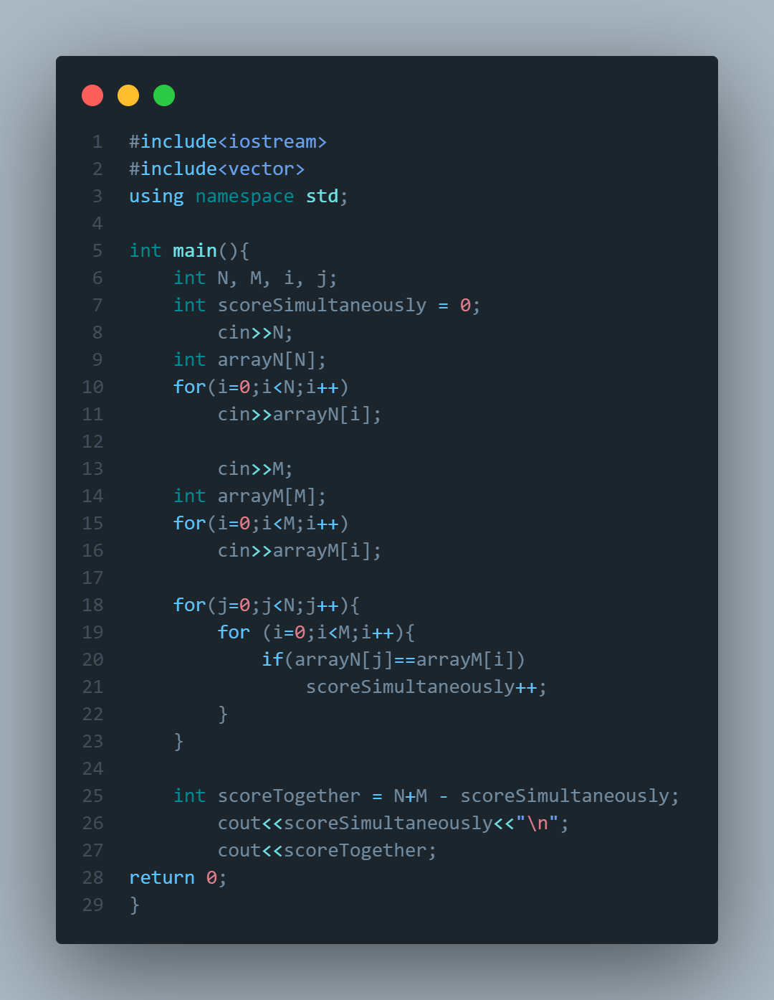 1 #include<iostream>
2 #include<vector>
3 using namespace std;
4
5 int main(){
6     int N, M, i, j;
7     int scoreSimultaneously = 0;
8         cin>>N;
9     int arrayN[N];
10     for(i=0;i<N;i++)
11         cin>>arrayN[i];
12
13         cin>>M;
14     int arrayM[M];
15     for(i=0;i<M;i++)
16         cin>>arrayM[i];
17
18     for(j=0;j<N;j++){
19         for (i=0;i<M;i++){
20             if(arrayN[j]==arrayM[i])
21                 scoreSimultaneously++;
22         }
23     }
24
25     int scoreTogether = N+M - scoreSimultaneously;
26         cout<<scoreSimultaneously<<"\n";
27         cout<<scoreTogether;
28 return 0;
29 }